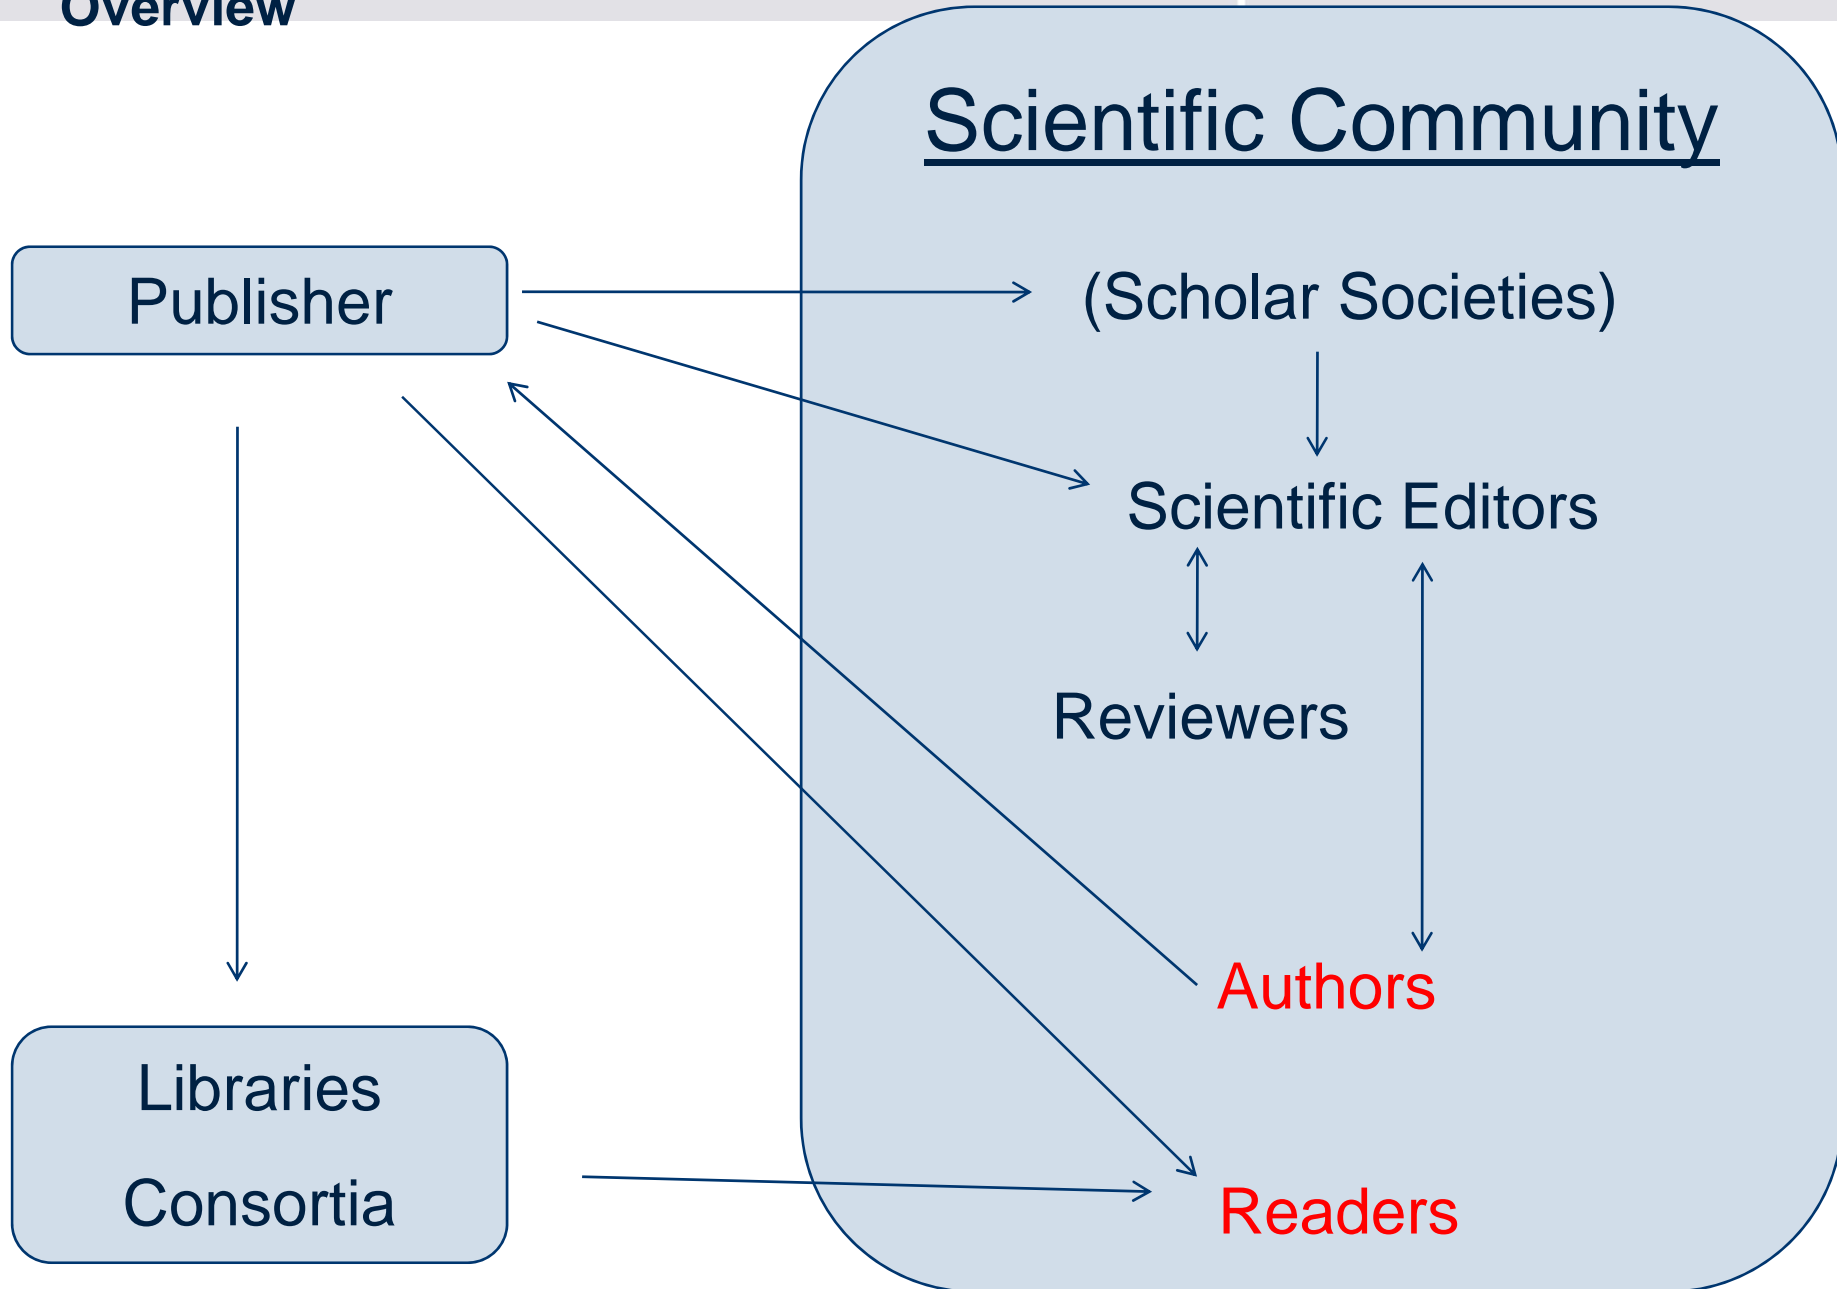 Overview
Scientific Community
Publisher
(Scholar Societies)
Scientific Editors
Reviewers
Authors
Libraries
Consortia
Readers